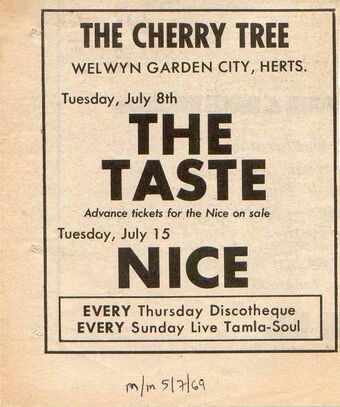 THE CHERRY TREE
WELWYN GARDEN CITY, HERTS.
Tuesday, July 8th
THE
TASTE
Advance tickets for the Nice on sale
Tuesday, July 15
NICE
EVERY Thursday Discotheque
EVERY Sunday Live Tamla-Soul
m/m 5/7/69